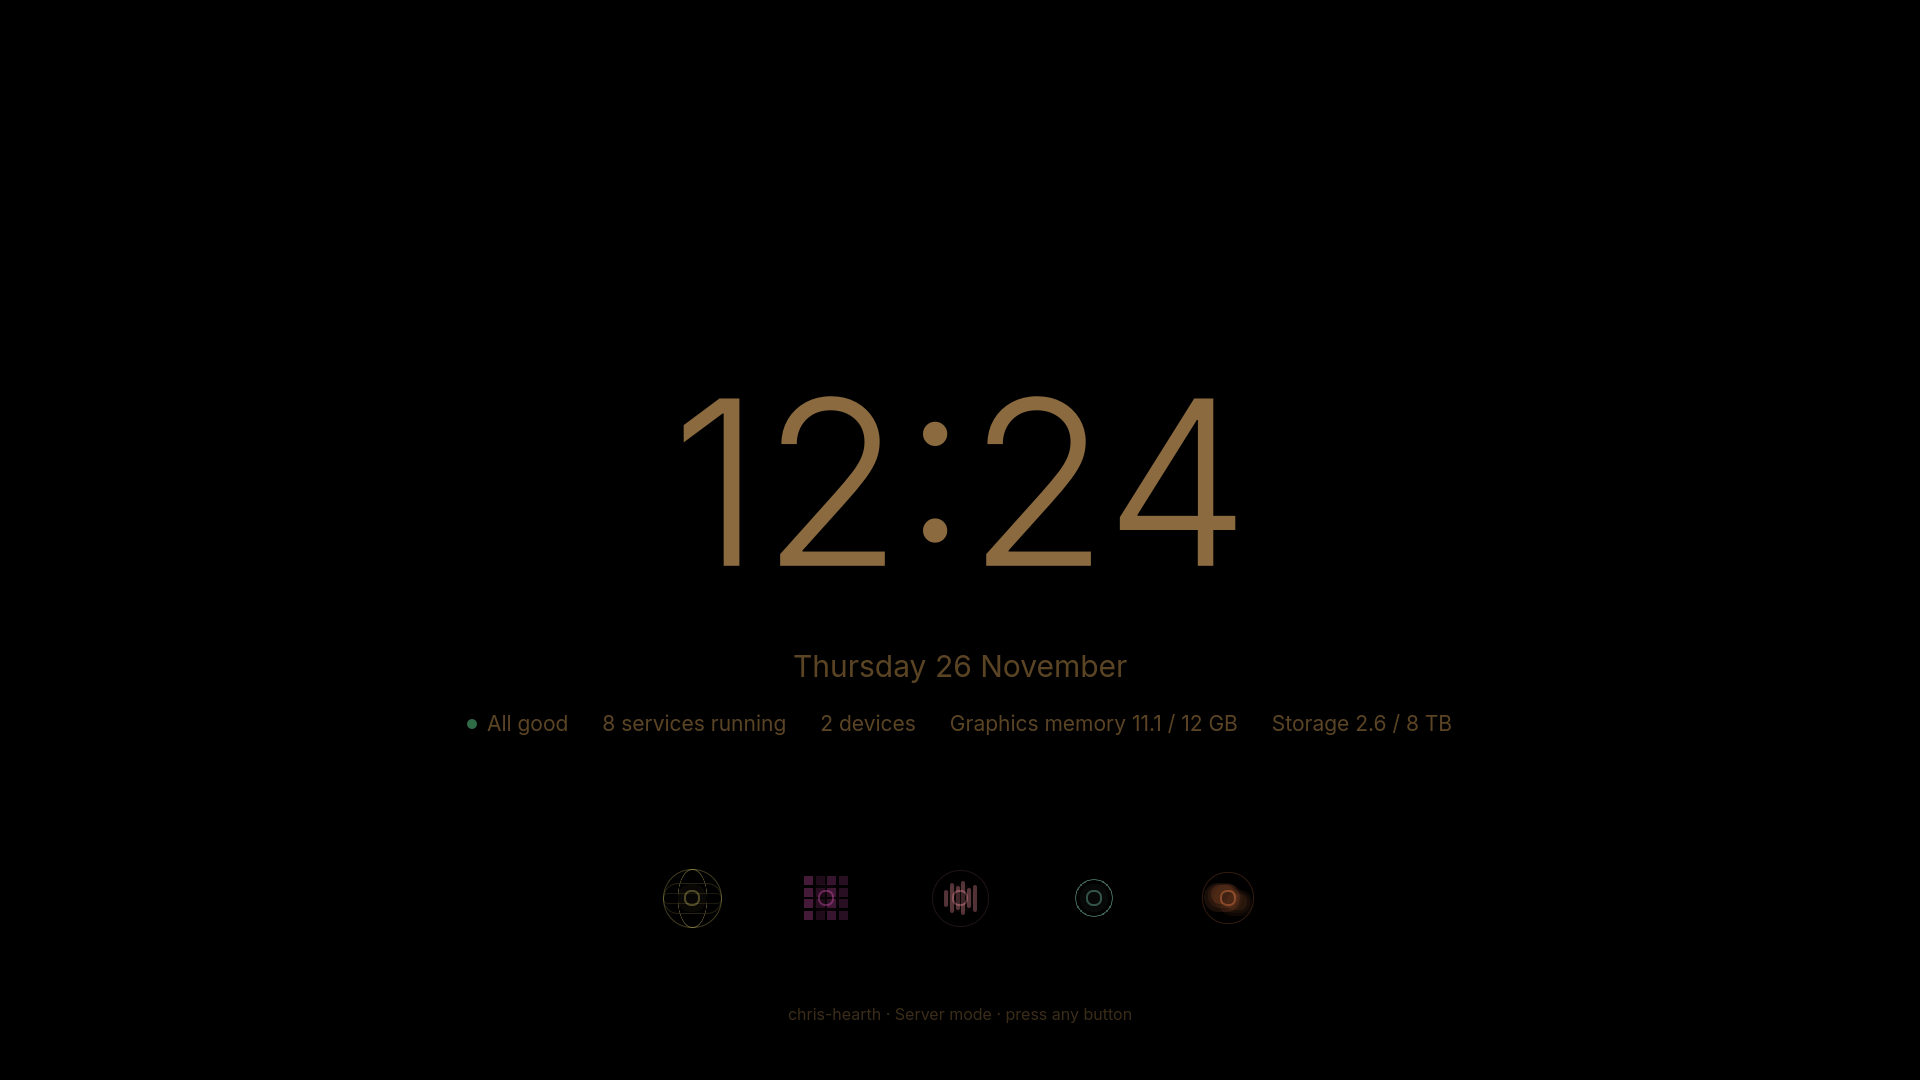 12:24
Thursday 26 November
All good 8 services running 2 devices Graphics memory 11.1 / 12 GB Storage 2.6 / 8 TB
chris-hearth · Server mode · press any button